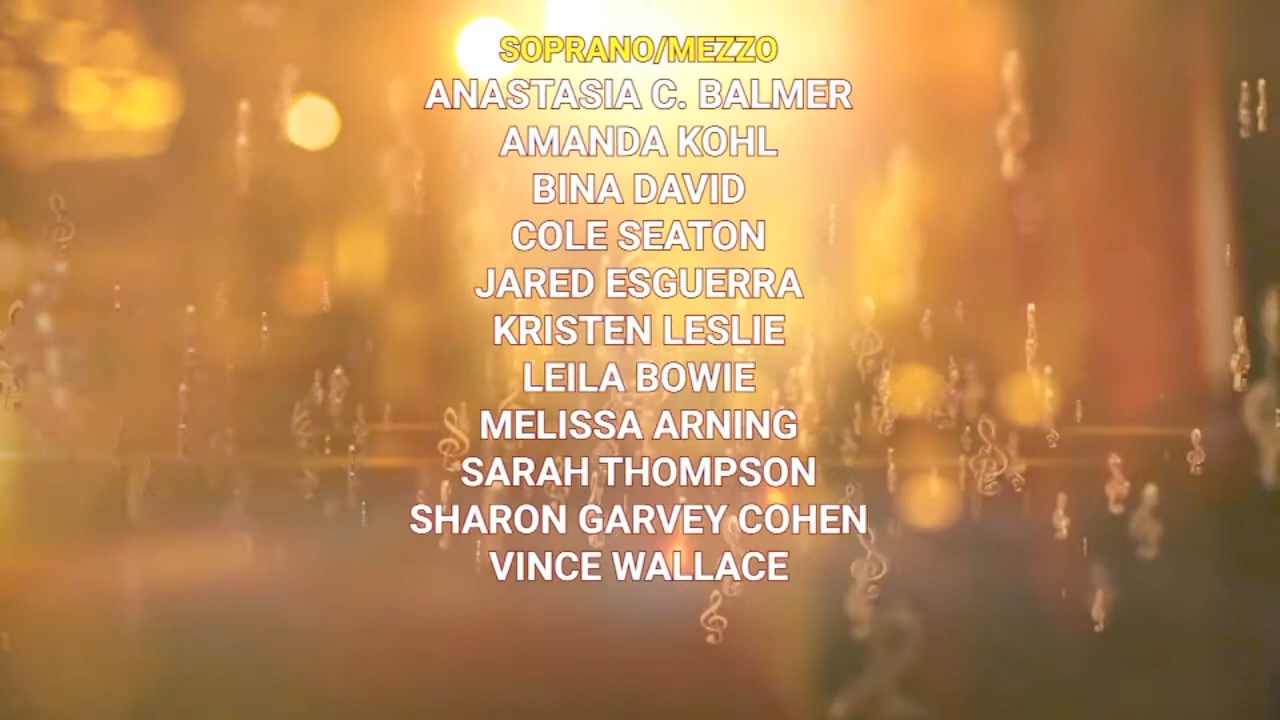 SOPRANO/MEZZO
ANASTASIA C. BALMER
AMANDA KOHL
BINA DAVID
COLE SEATON
JARED ESGUERRA
KRISTEN LESLIE
LEILA BOWIE
MELISSA ARNING
SARAH THOMPSON
SHARON GARVEY COHEN
VINCE WALLACE